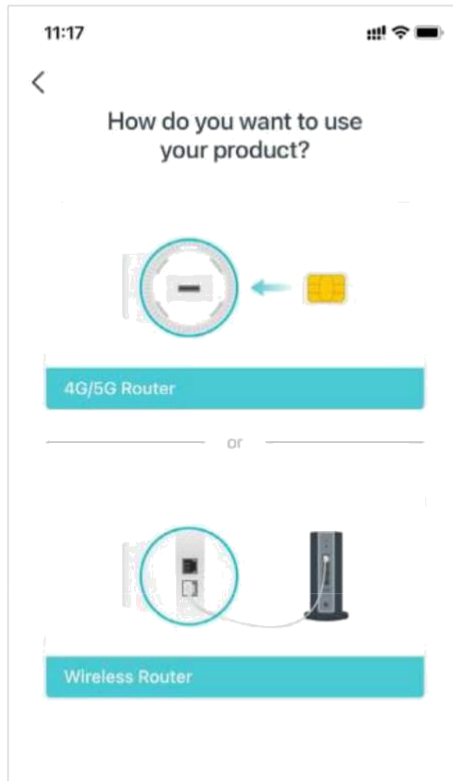 11:17
How do you want to use
your product?
4G/5G Router
or
Wireless Router